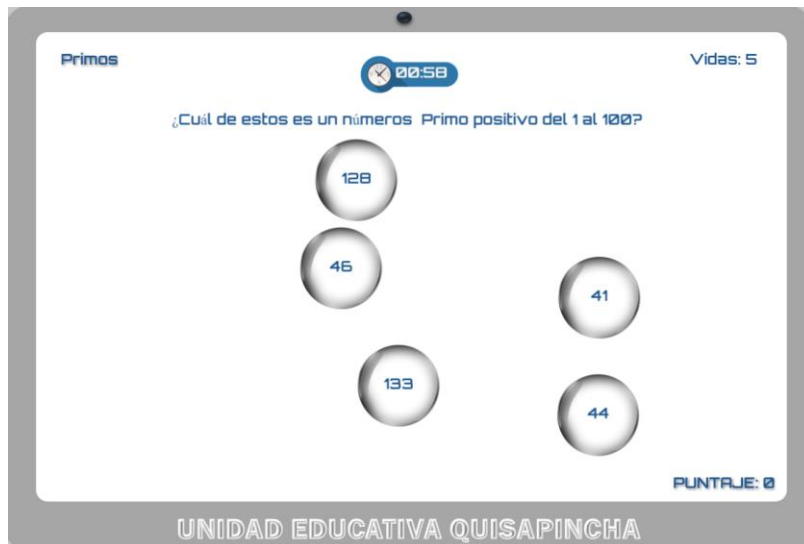 Primos
00:58
Vidas: 5
¿Cuál de estos es un números Primo positivo del 1 al 100?
128
46
41
133
44
PUNTAJE: 0
UNIDAD EDUCATIVA QUISAPINCHA